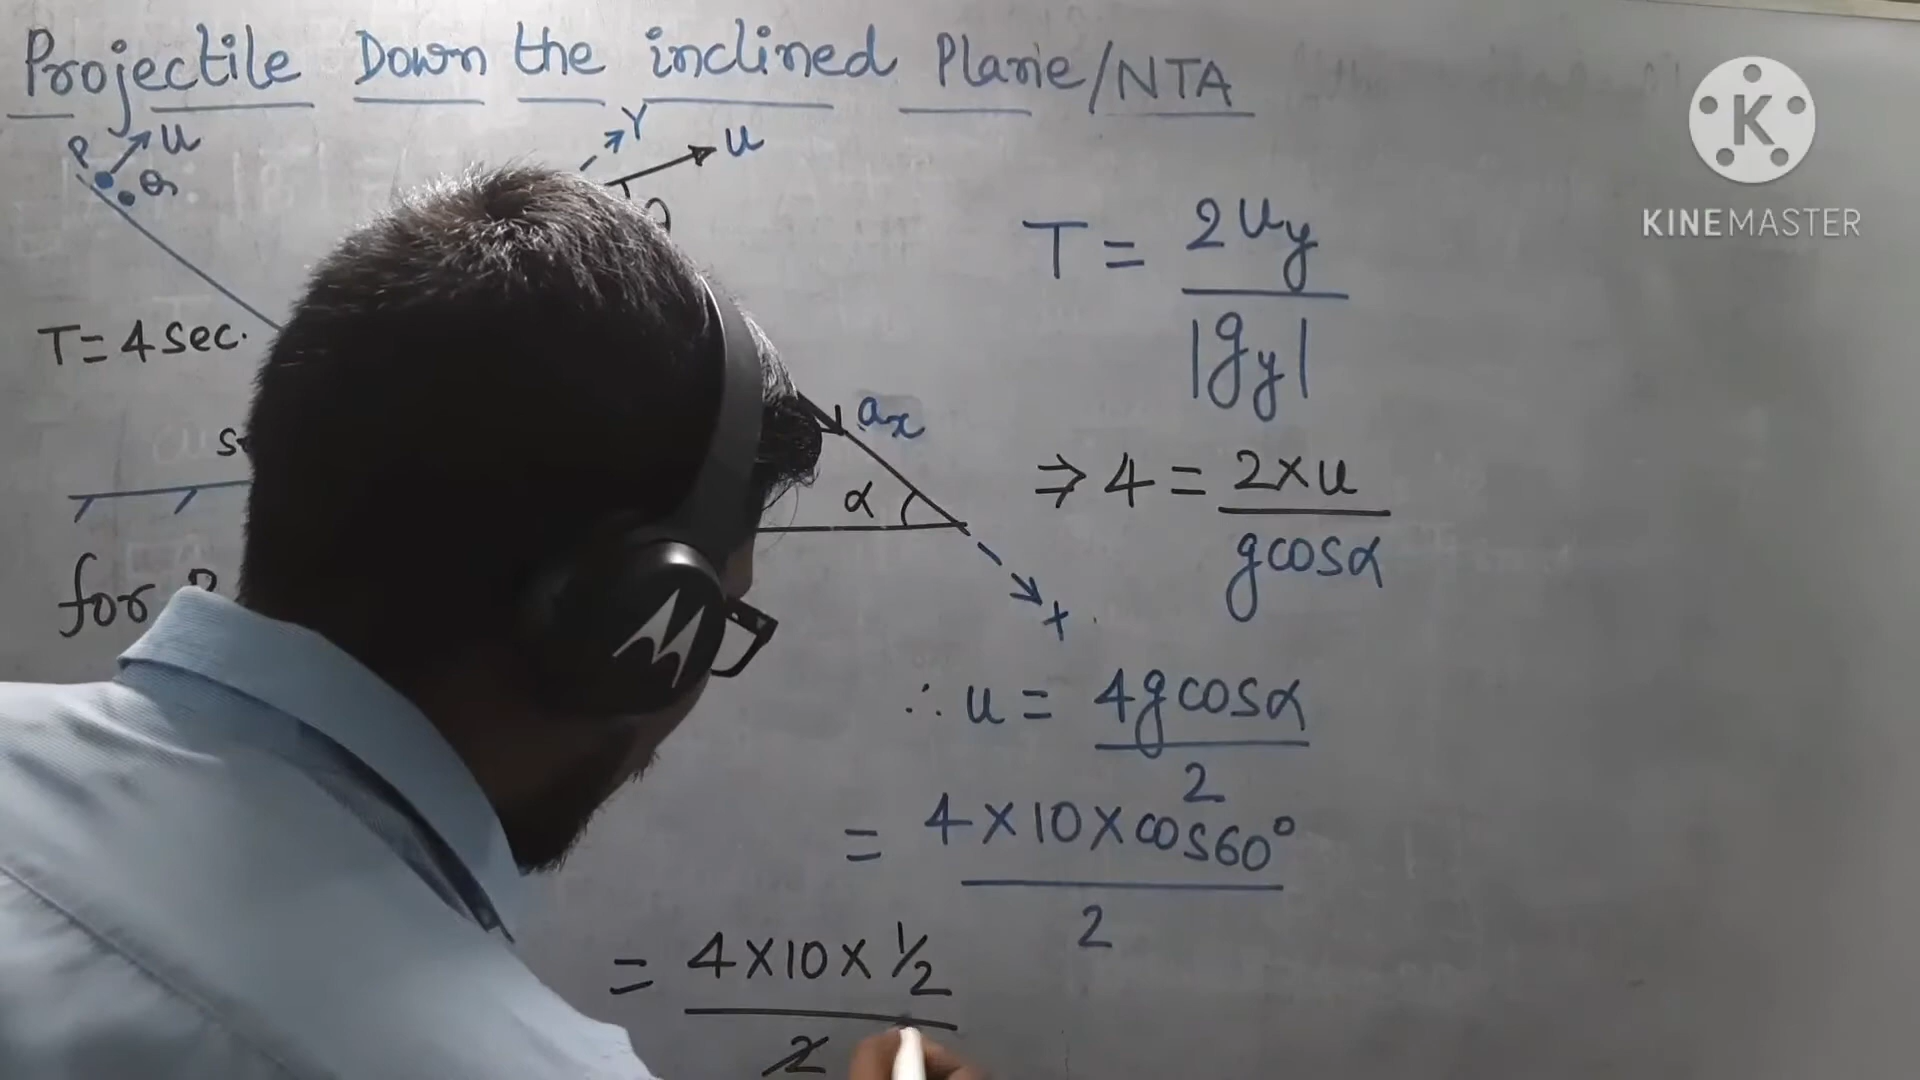 Projectile Down the inclined Plane/NTA
P
u
Q
Y
u
θ
T = 2uy
|gy|
T = 4 sec.
ax
α
⇒ 4 = 2×u
gcosα
for
X
∴ u = 4gcosα
2
= 4×10×cos60°
2
= 4×10×1/2
2
K
KINEMASTER